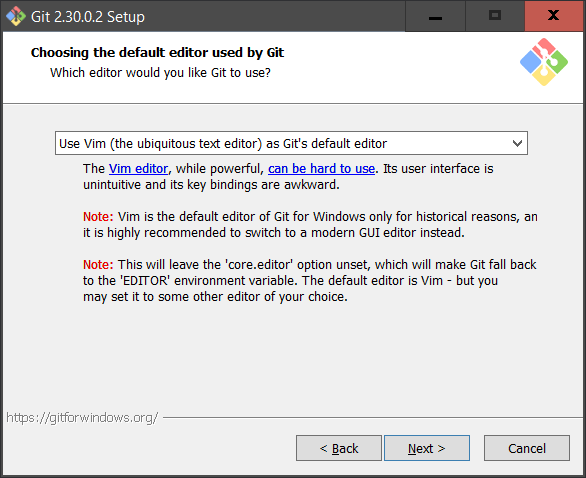 Git 2.30.0.2 Setup
Choosing the default editor used by Git
Which editor would you like Git to use?
Use Vim (the ubiquitous text editor) as Git's default editor
The Vim editor, while powerful, can be hard to use. Its user interface is
unintuitive and its key bindings are awkward.
Note: Vim is the default editor of Git for Windows only for historical reasons, an
it is highly recommended to switch to a modern GUI editor instead.
Note: This will leave the 'core.editor' option unset, which will make Git fall back
to the 'EDITOR' environment variable. The default editor is Vim - but you
may set it to some other editor of your choice.
https://gitforwindows.org/
< Back
Next >
Cancel